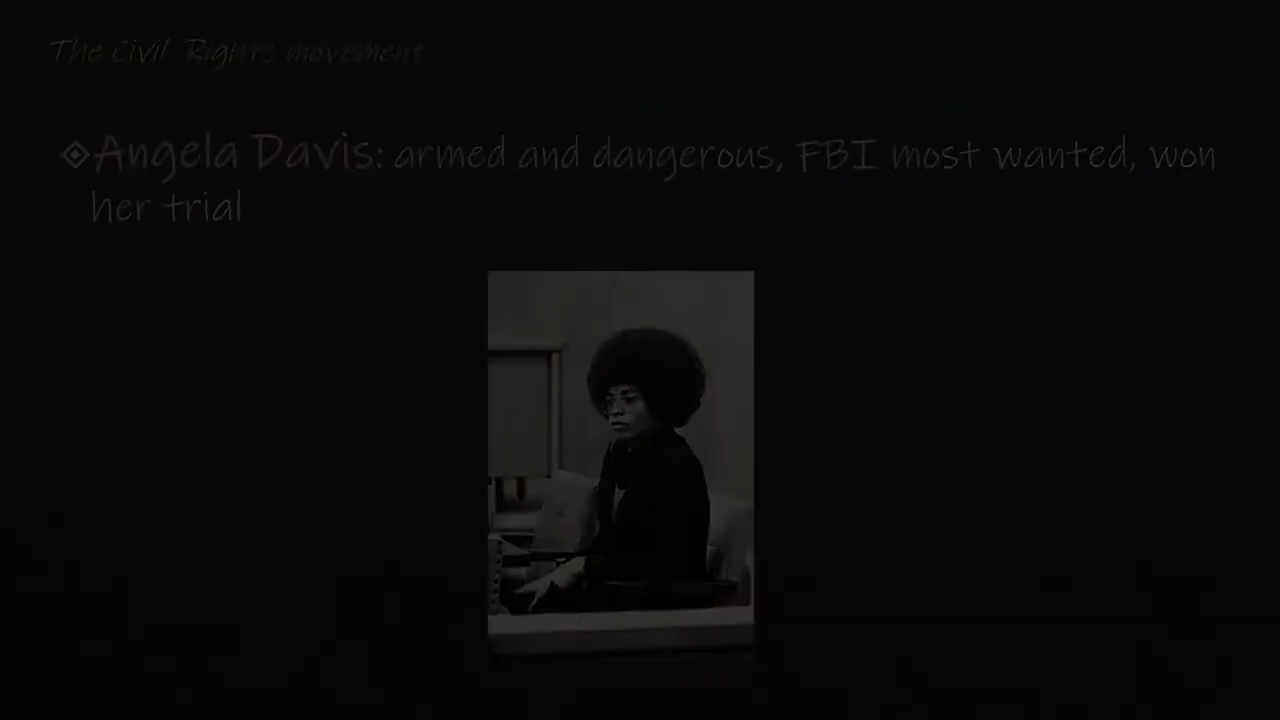 The Civil Rights movement
Angela Davis: armed and dangerous, FBI most wanted, won
her trial